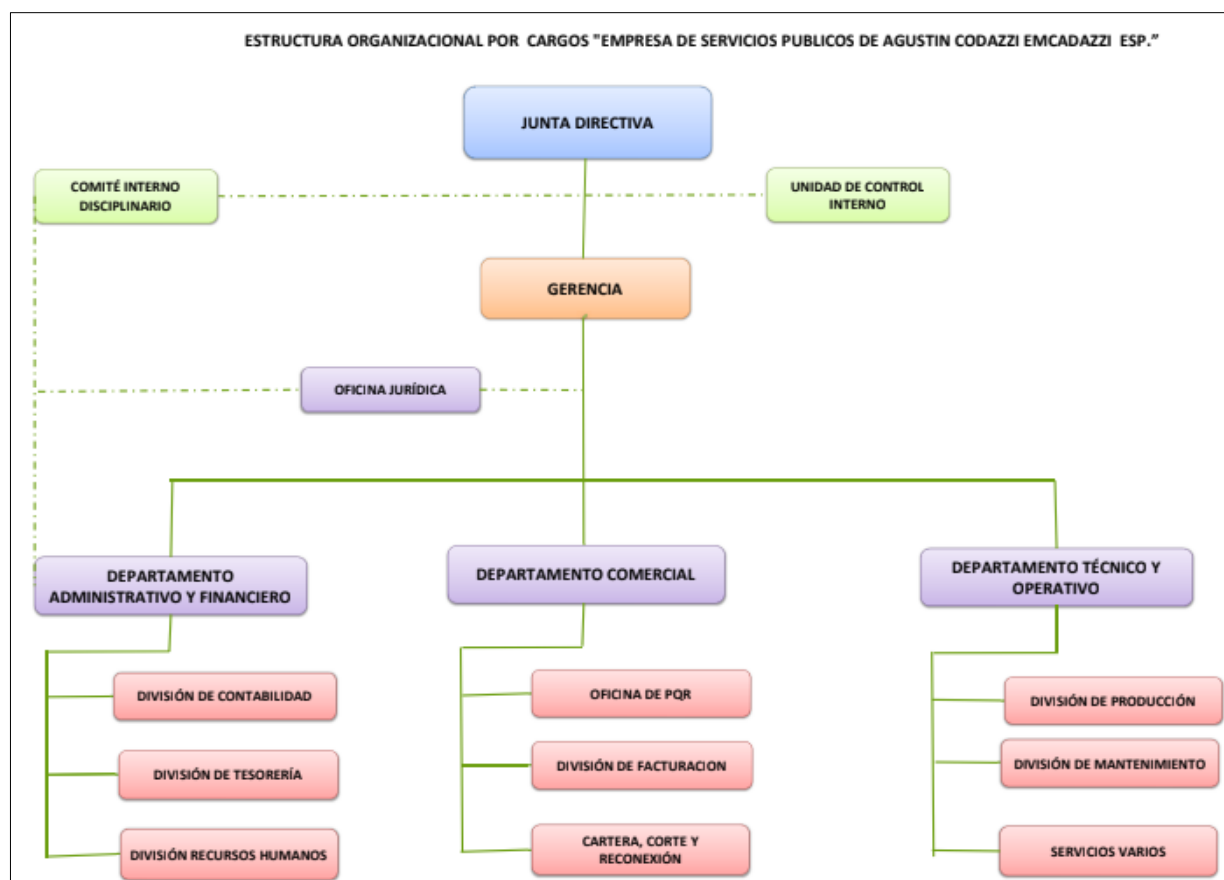 ESTRUCTURA ORGANIZACIONAL POR CARGOS "EMPRESA DE SERVICIOS PUBLICOS DE AGUSTIN CODAZZI EMCADAZZI ESP.”
JUNTA DIRECTIVA
COMITÉ INTERNO
DISCIPLINARIO
UNIDAD DE CONTROL
INTERNO
GERENCIA
OFICINA JURÍDICA
DEPARTAMENTO
ADMINISTRATIVO Y FINANCIERO
DEPARTAMENTO COMERCIAL
DEPARTAMENTO TÉCNICO Y
OPERATIVO
DIVISIÓN DE CONTABILIDAD
DIVISIÓN DE TESORERÍA
DIVISIÓN RECURSOS HUMANOS
OFICINA DE PQR
DIVISIÓN DE FACTURACION
CARTERA, CORTE Y
RECONEXIÓN
DIVISIÓN DE PRODUCCIÓN
DIVISIÓN DE MANTENIMIENTO
SERVICIOS VARIOS